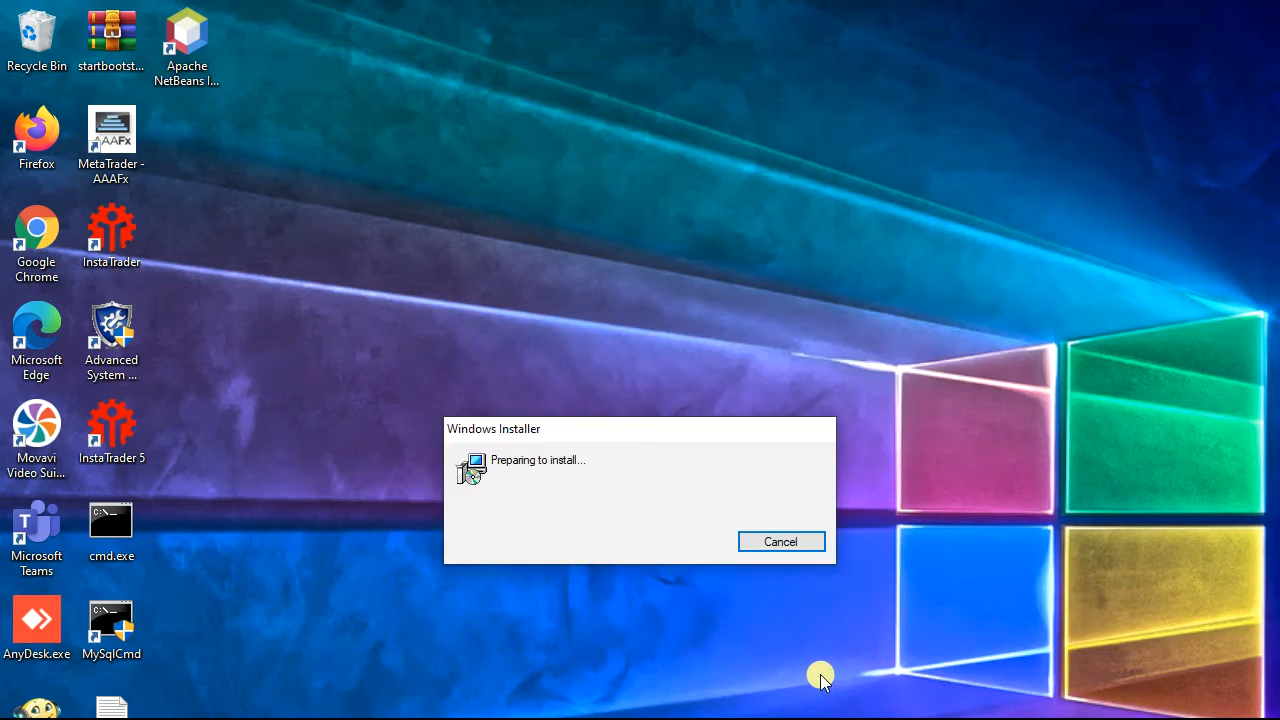 Recycle Bin
startbootst...
Apache
NetBeans I...
Firefox
AAAFx
MetaTrader -
AAAFx
Google
Chrome
InstaTrader
Microsoft
Edge
Advanced
System ...
Movavi
Video Sui...
InstaTrader 5
T
Microsoft
Teams
C:\_
cmd.exe
AnyDesk.exe
C:\_
MySqlCmd
Windows Installer
Preparing to install...
Cancel